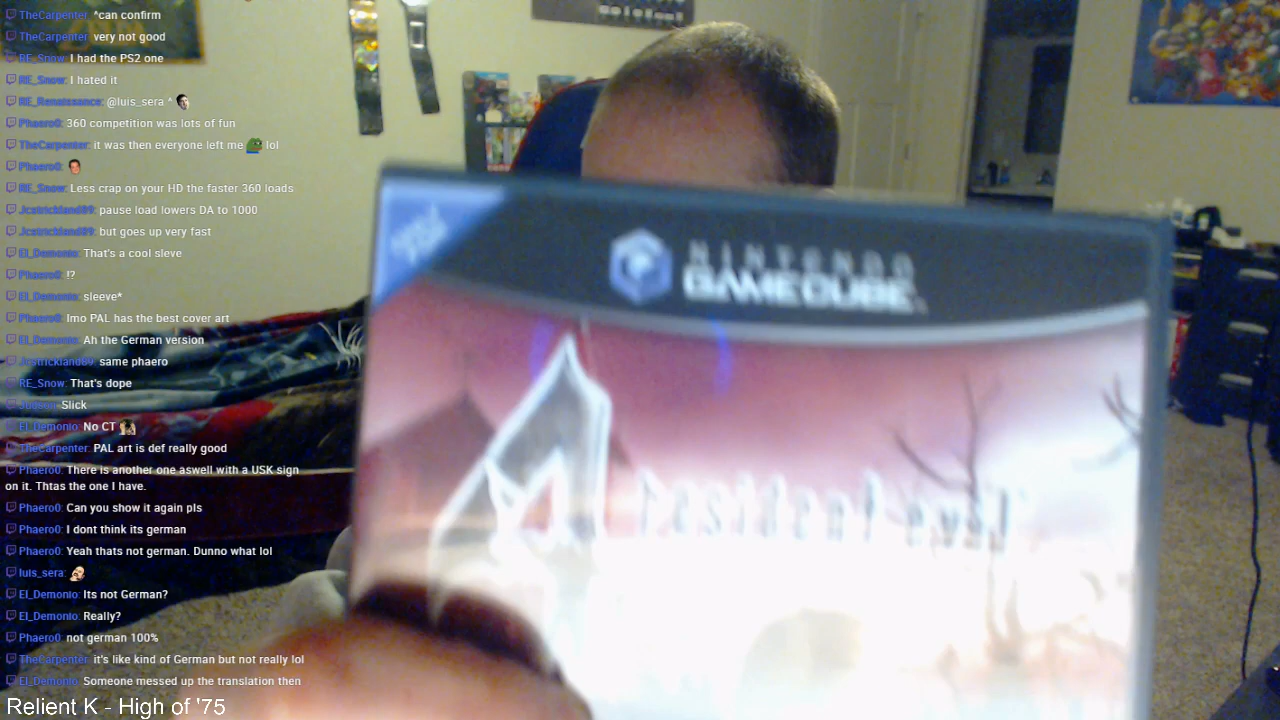 TheCarpenter: ^can confirm
TheCarpenter: very not good
RE_Snow: I had the PS2 one
RE_Snow: I hated it
RE_Renaissance: @luis_sera ^
Phaero0: 360 competition was lots of fun
TheCarpenter: it was then everyone left me lol
Phaero0:
RE_Snow: Less crap on your HD the faster 360 loads
Jcstrickland89: pause load lowers DA to 1000
Jcstrickland89: but goes up very fast
El_Demonio: That's a cool sleve
Phaero0: !?
El_Demonio: sleeve*
Phaero0: Imo PAL has the best cover art
El_Demonio: Ah the German version
Jcstrickland89: same phaero
RE_Snow: That's dope
Judson: Slick
El_Demonio: No CT
TheCarpenter: PAL art is def really good
Phaero0: There is another one aswell with a USK sign
on it. Thtas the one I have.
Phaero0: Can you show it again pls
Phaero0: I dont think its german
Phaero0: Yeah thats not german. Dunno what lol
luis_sera:
El_Demonio: Its not German?
El_Demonio: Really?
Phaero0: not german 100%
TheCarpenter: it's like kind of German but not really lol
El_Demonio: Someone messed up the translation then
Relient K - High of '75
NINTENDO
GAMECUBE
4
resident evil